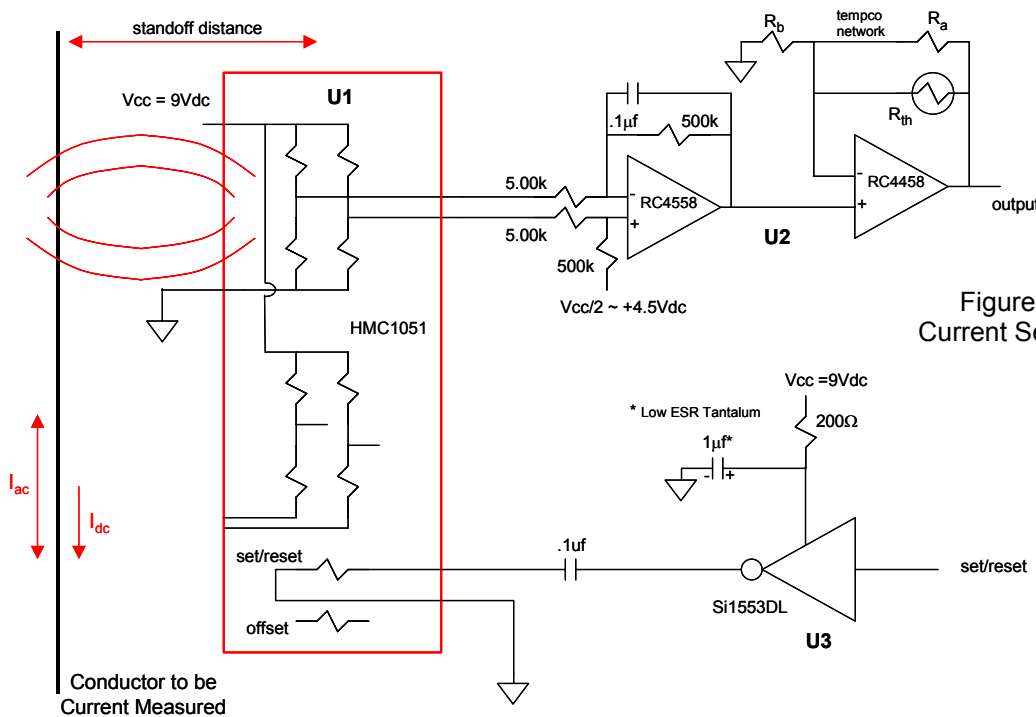 standoff distance
U1
Vcc = 9Vdc
HMC1051
.1µf
500k
5.00k
5.00k
-
+
RC4558
500k
Vcc/2 ~ +4.5Vdc
U2
Rb
tempco
network
Ra
Rth
-
+
RC4458
output
Figure
Current Se
Iac
Idc
set/reset
offset
Conductor to be
Current Measured
.1uf
* Low ESR Tantalum
Vcc =9Vdc
200Ω
1µf*
- +
Si1553DL
U3
set/reset